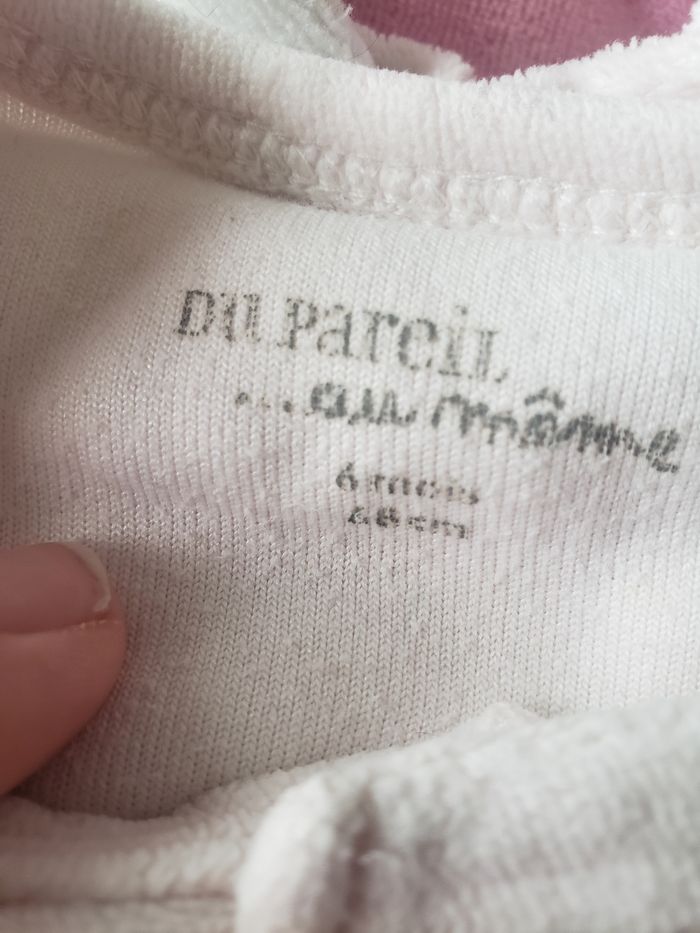 DU PAREIL
...au même
6 mois
68 cm